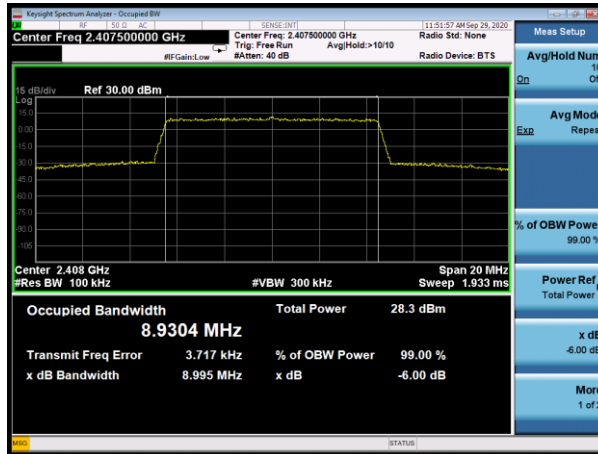 Keysight Spectrum Analyzer - Occupied BW
RF 50 Ω AC SENSE:INT 11:51:57 AM Sep 29, 2020
Center Freq 2.407500000 GHz
Center Freq: 2.407500000 GHz
Radio Std: None
Trig: Free Run Avg|Hold:>10/10
#IFGain:Low #Atten: 40 dB Radio Device: BTS
15 dB/div Ref 30.00 dBm
Log
15.0
0.00
-15.0
-30.0
-45.0
-60.0
-75.0
-90.0
-105
Center 2.408 GHz Span 20 MHz
#Res BW 100 kHz #VBW 300 kHz Sweep 1.933 ms
Occupied Bandwidth Total Power 28.3 dBm
8.9304 MHz
Transmit Freq Error 3.717 kHz % of OBW Power 99.00 %
x dB Bandwidth 8.995 MHz x dB -6.00 dB
MSG STATUS
Meas Setup
Avg/Hold Num
10
On Of
Avg Mode
Exp Repea
% of OBW Powe
99.00 %
Power Ref
Total Power
x dB
-6.00 dB
More
1 of 2